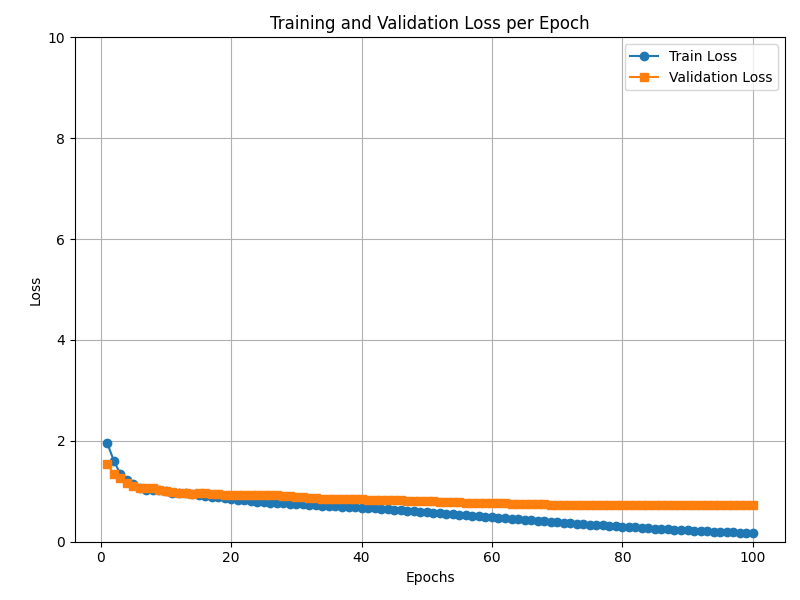 Training and Validation Loss per Epoch
Train Loss
Validation Loss
10
8
6
4
2
0
Loss
0 20 40 60 80 100
Epochs